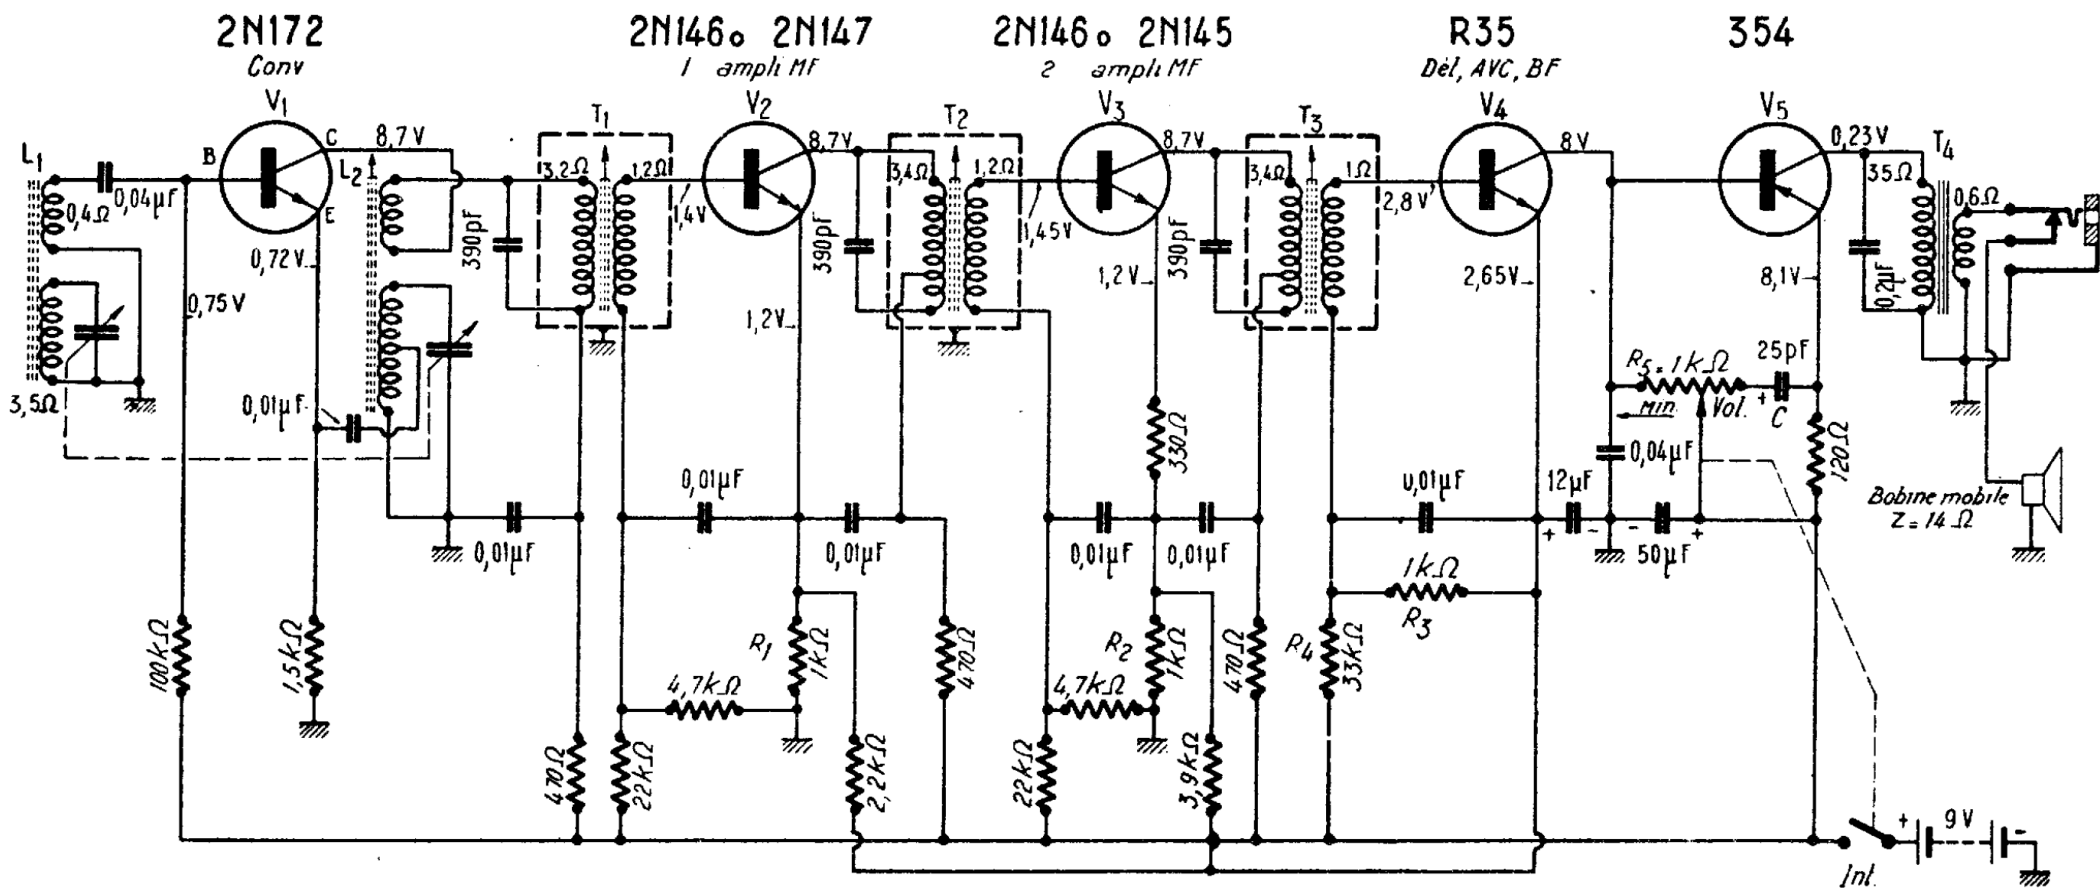 2N172
Conv
2N146o 2N147
1 ampli MF
2N146o 2N145
2 ampli MF
R35
Dét, AVC, BF
354
V1
V2
V3
V4
V5
T1
T2
T3
T4
L1
L2
B
C
E
8,7V
0,04µF
0,4Ω
3,5Ω
0,72V
0,75V
0,01µF
100kΩ
1,5kΩ
390pF
3,2Ω
1,2Ω
1,4V
8,7V
390pF
3,4Ω
1,2Ω
1,45V
1,2V
0,01µF
0,01µF
0,01µF
R1
1kΩ
4,7kΩ
470Ω
22kΩ
2,2kΩ
470Ω
8,7V
390pF
3,4Ω
1Ω
2,8V
1,2V
330Ω
0,01µF
0,01µF
R2
1kΩ
4,7kΩ
22kΩ
3,9kΩ
470Ω
8V
2,65V
0,01µF
1kΩ
R3
R4
33kΩ
12µF
+
-
0,23V
35Ω
0,6Ω
0,2µF
8,1V
R5=1kΩ
25pF
Min.
Vol.
+
C
0,04µF
120Ω
-
50µF
+
Bobine mobile
Z=14Ω
+
9V
-
Int.